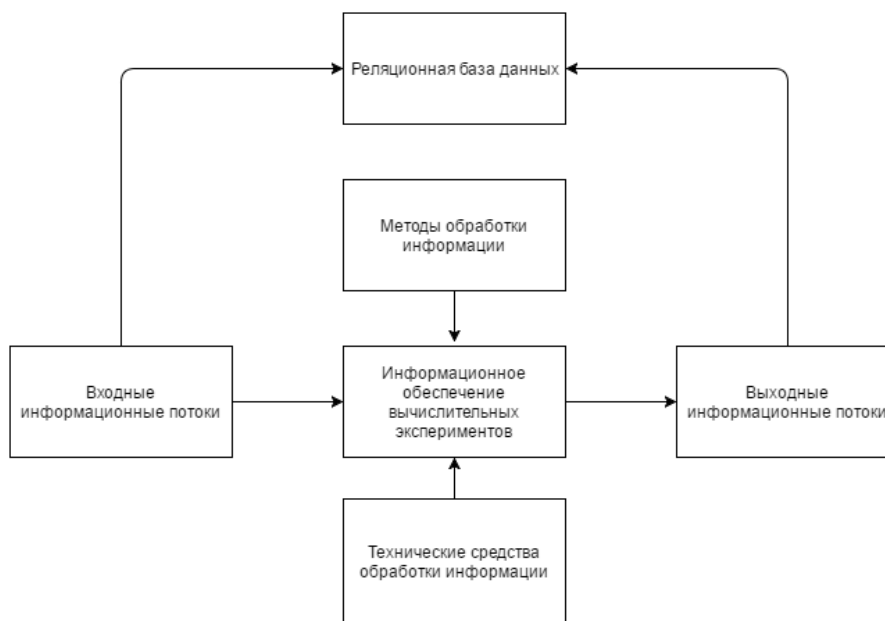 Реляционная база данных
Методы обработки
информации
Входные
информационные потоки
Информационное
обеспечение
вычислительных
экспериментов
Выходные
информационные потоки
Технические средства
обработки информации